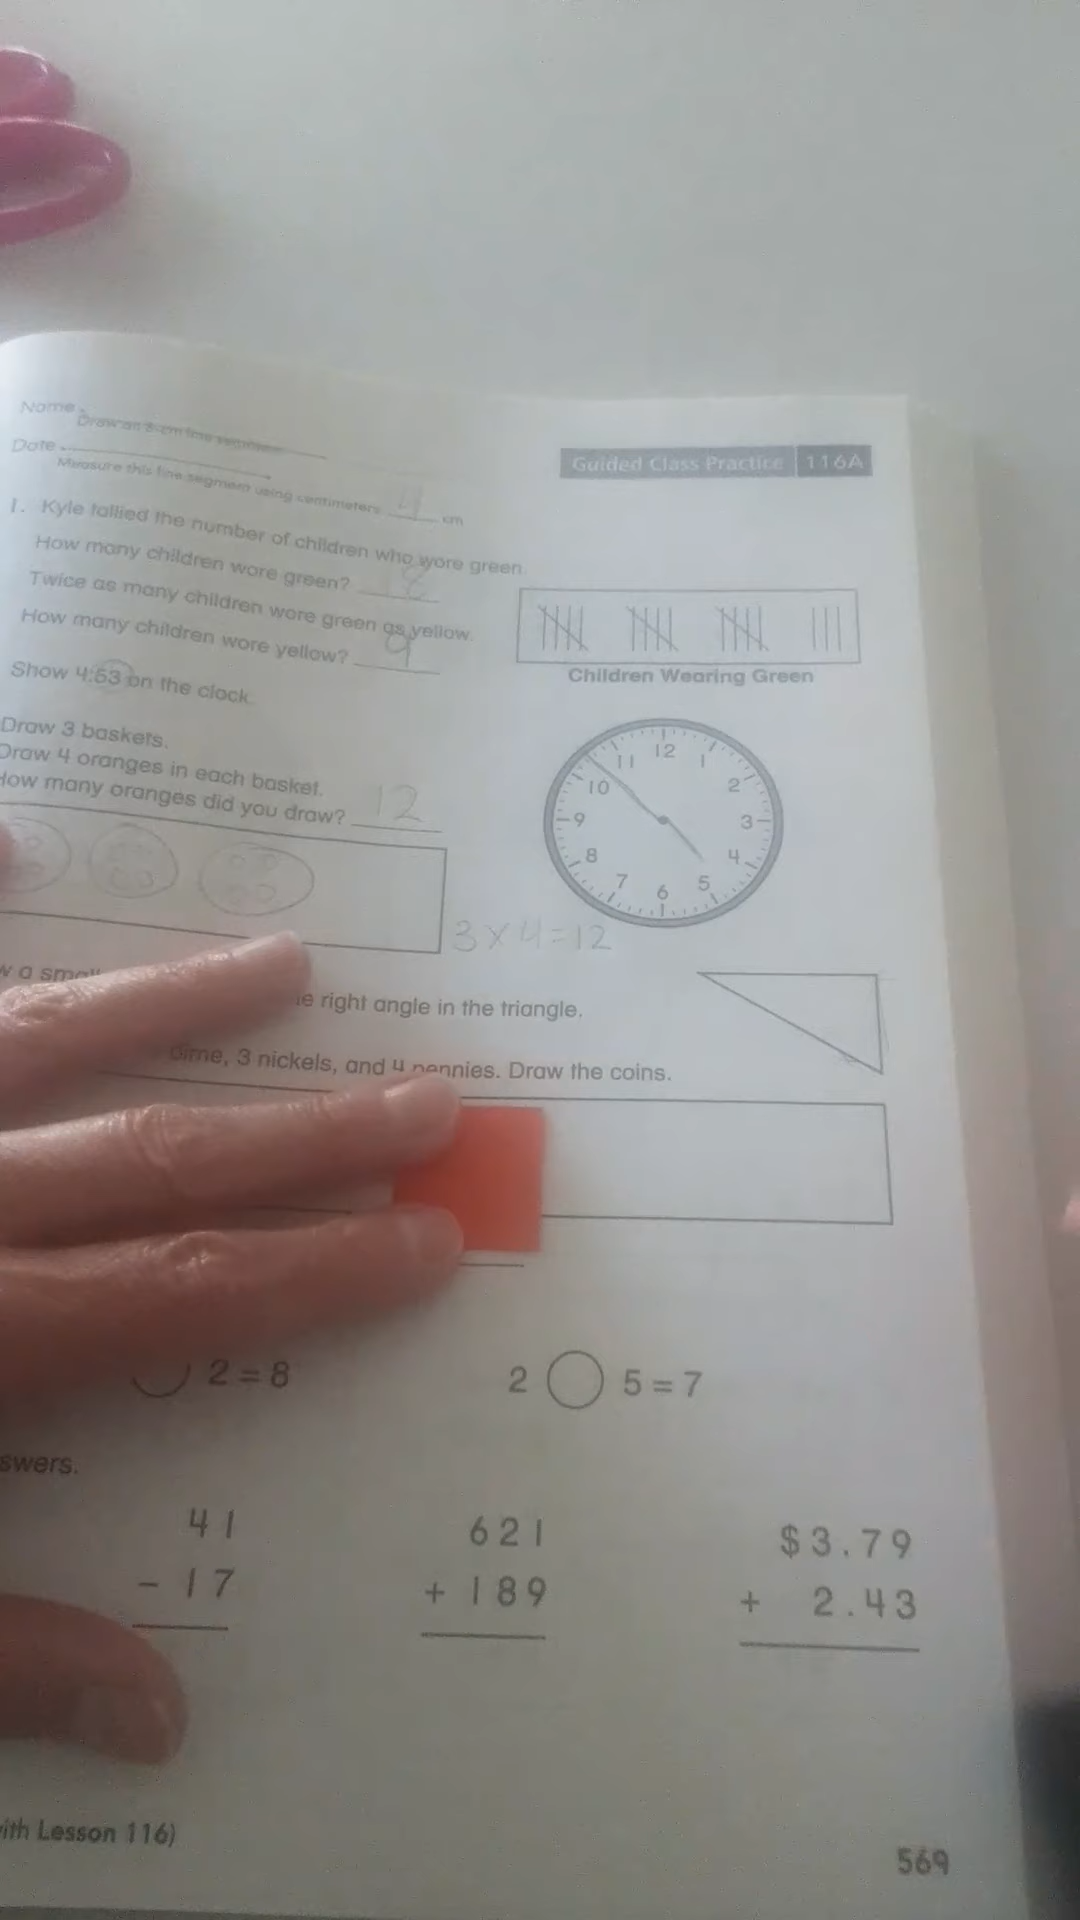 Name
Draw an 8-cm line segment.
Date
Guided Class Practice 116A
Measure this line segment using centimeters. 4 cm
1. Kyle tallied the number of children who wore green.
How many children wore green? 18
Twice as many children wore green as yellow.
How many children wore yellow? 9
Children Wearing Green
Show 4:53 on the clock.
Draw 3 baskets.
Draw 4 oranges in each basket.
How many oranges did you draw? 12
12
11 1
10 2
9 3
8 4
7 6 5
3 x 4 = 12
a small
right angle in the triangle.
dime, 3 nickels, and 4 pennies. Draw the coins.
2 = 8 2 5 = 7
41 621 $3.79
- 17 + 189 + 2.43
Lesson 116)
569